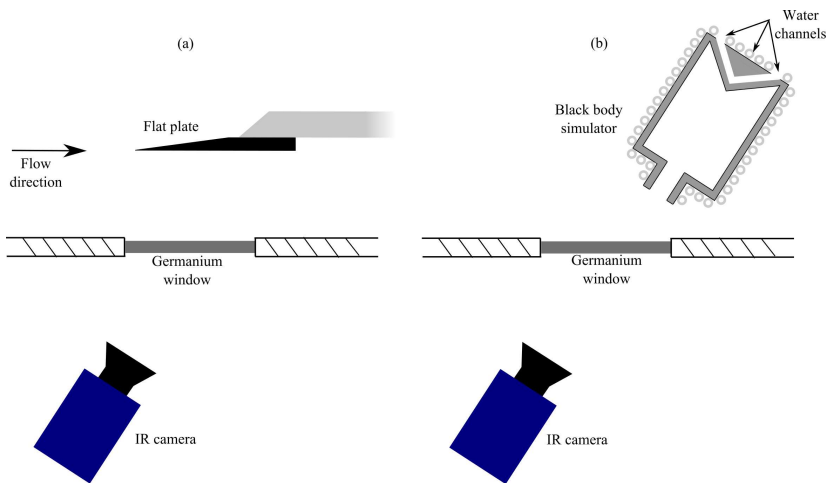 (a)
Flat plate
Flow
direction
Germanium
window
IR camera
(b)
Water
channels
Black body
simulator
Germanium
window
IR camera